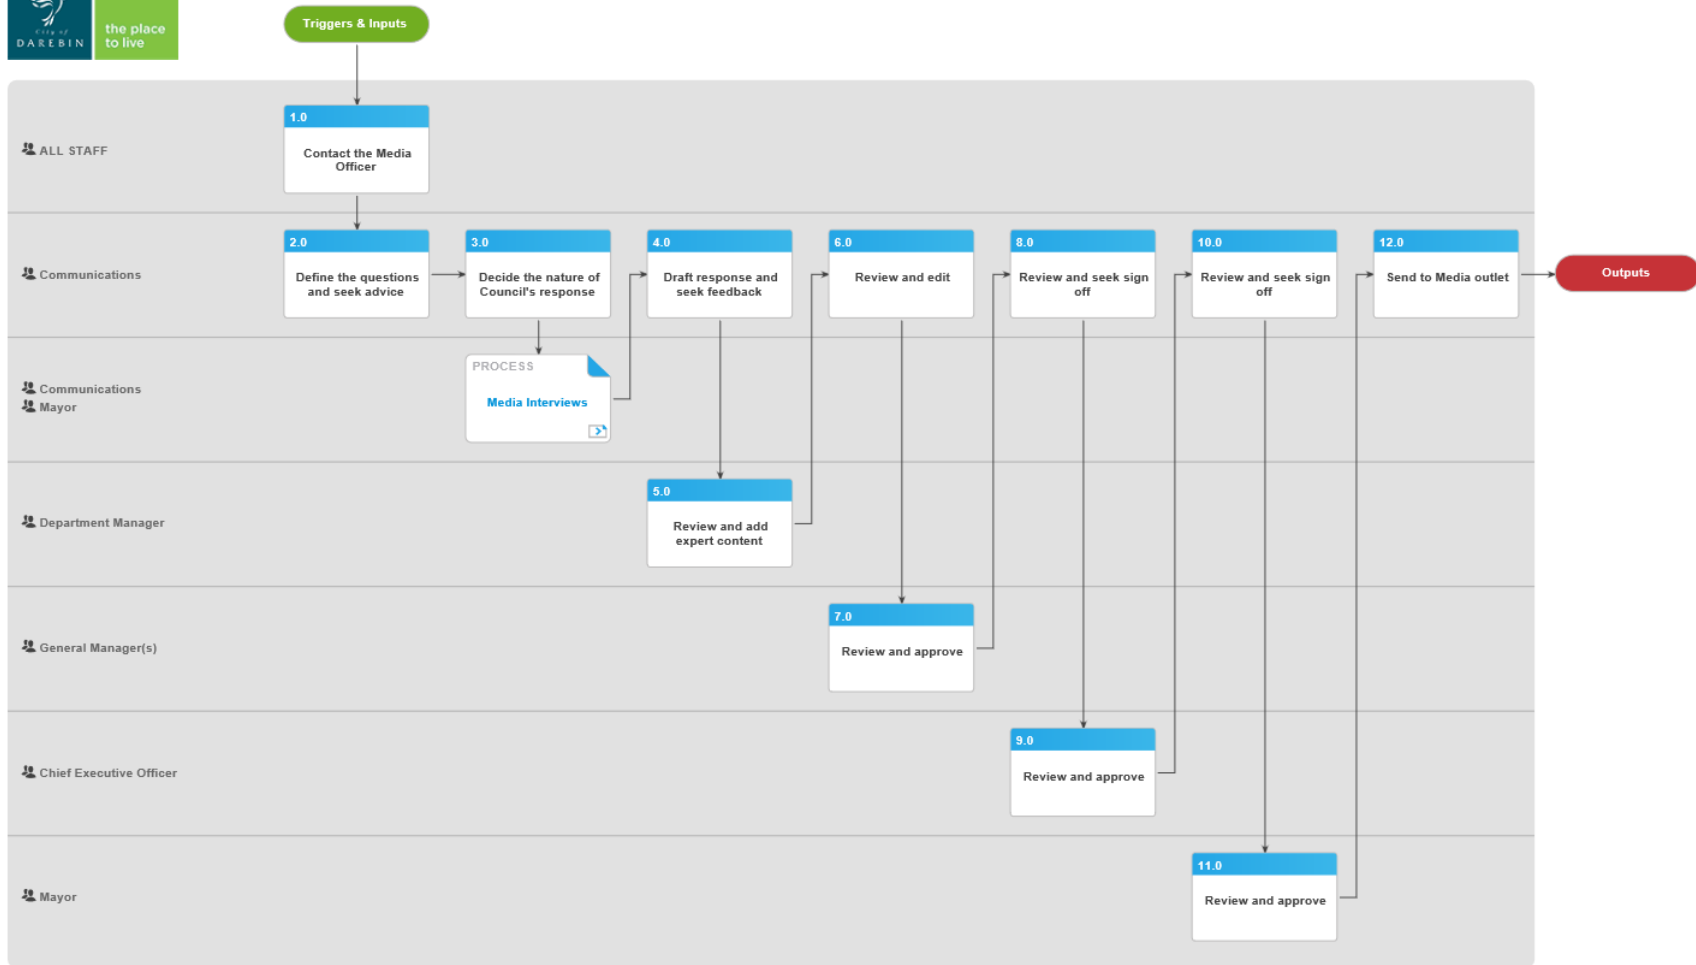 City of
DAREBIN
the place
to live
Triggers & Inputs
ALL STAFF
1.0
Contact the Media
Officer
Communications
2.0
Define the questions
and seek advice
3.0
Decide the nature of
Council's response
4.0
Draft response and
seek feedback
6.0
Review and edit
8.0
Review and seek sign
off
10.0
Review and seek sign
off
12.0
Send to Media outlet
Outputs
Communications
Mayor
PROCESS
Media Interviews
Department Manager
5.0
Review and add
expert content
General Manager(s)
7.0
Review and approve
Chief Executive Officer
9.0
Review and approve
Mayor
11.0
Review and approve